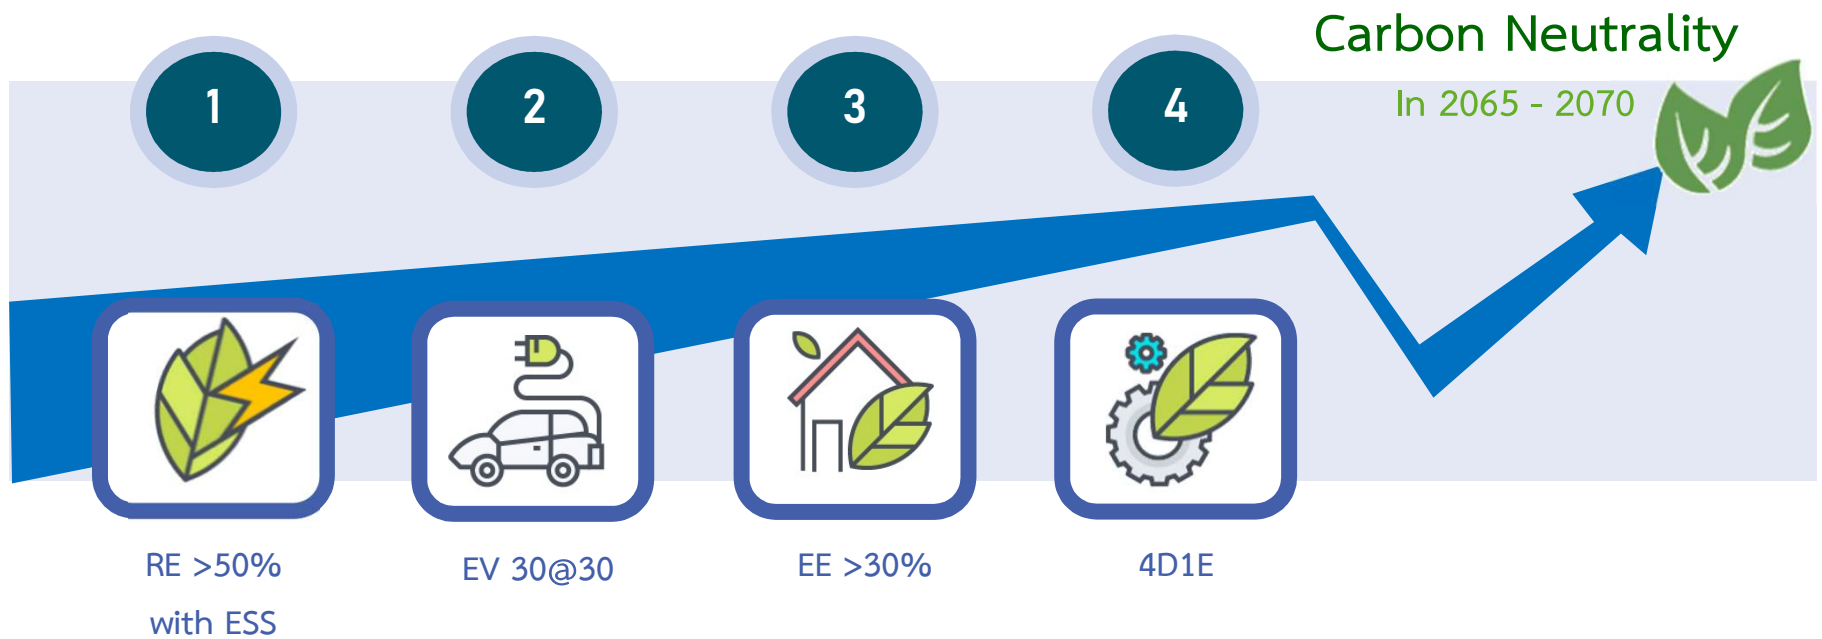 Carbon Neutrality
In 2065 - 2070
1
2
3
4
RE >50%
with ESS
EV 30@30
EE >30%
4D1E